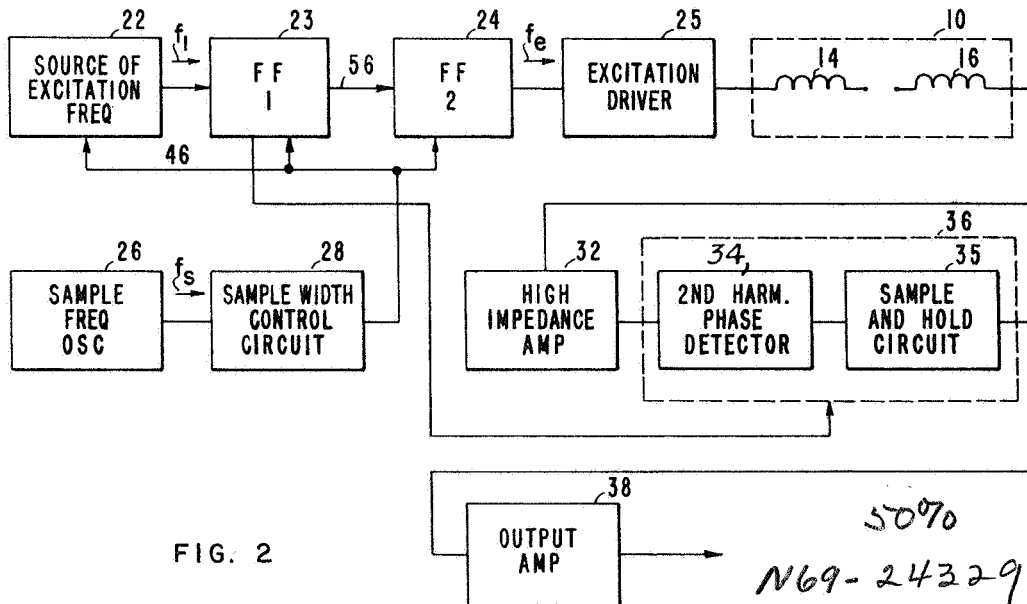 22
f1
23
24
fe
25
10
SOURCE OF
EXCITATION
FREQ
FF
1
56
FF
2
EXCITATION
DRIVER
14
16
46
26
fs
28
32
36
34
35
SAMPLE
FREQ
OSC
SAMPLE WIDTH
CONTROL
CIRCUIT
HIGH
IMPEDANCE
AMP
2ND HARM.
PHASE
DETECTOR
SAMPLE
AND HOLD
CIRCUIT
38
OUTPUT
AMP
FIG. 2
50%
N69-24329